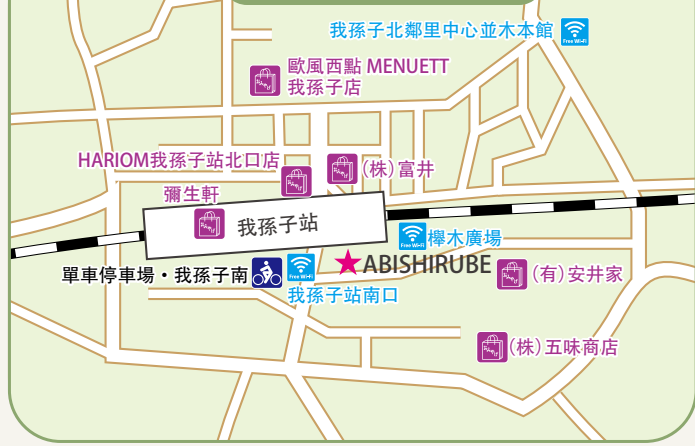 我孫子北鄰里中心並木本館
Free Wi-Fi
歐風西點 MENUETT
我孫子店
HARIOM我孫子站北口店
(株)富井
彌生軒
我孫子站
Free Wi-Fi
櫸木廣場
單車停車場・我孫子南
Free Wi-Fi
ABISHIRUBE
(有)安井家
我孫子站南口
(株)五味商店